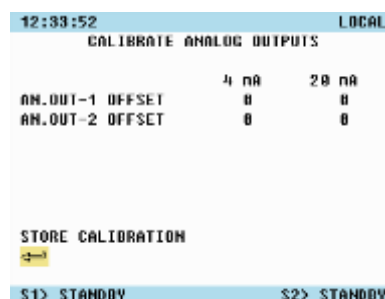 12:33:52 LOCAL
CALIBRATE ANALOG OUTPUTS
4 mA 20 mA
AN.OUT-1 OFFSET 0 0
AN.OUT-2 OFFSET 0 0
STORE CALIBRATION
S1> STANDBY S2> STANDBY